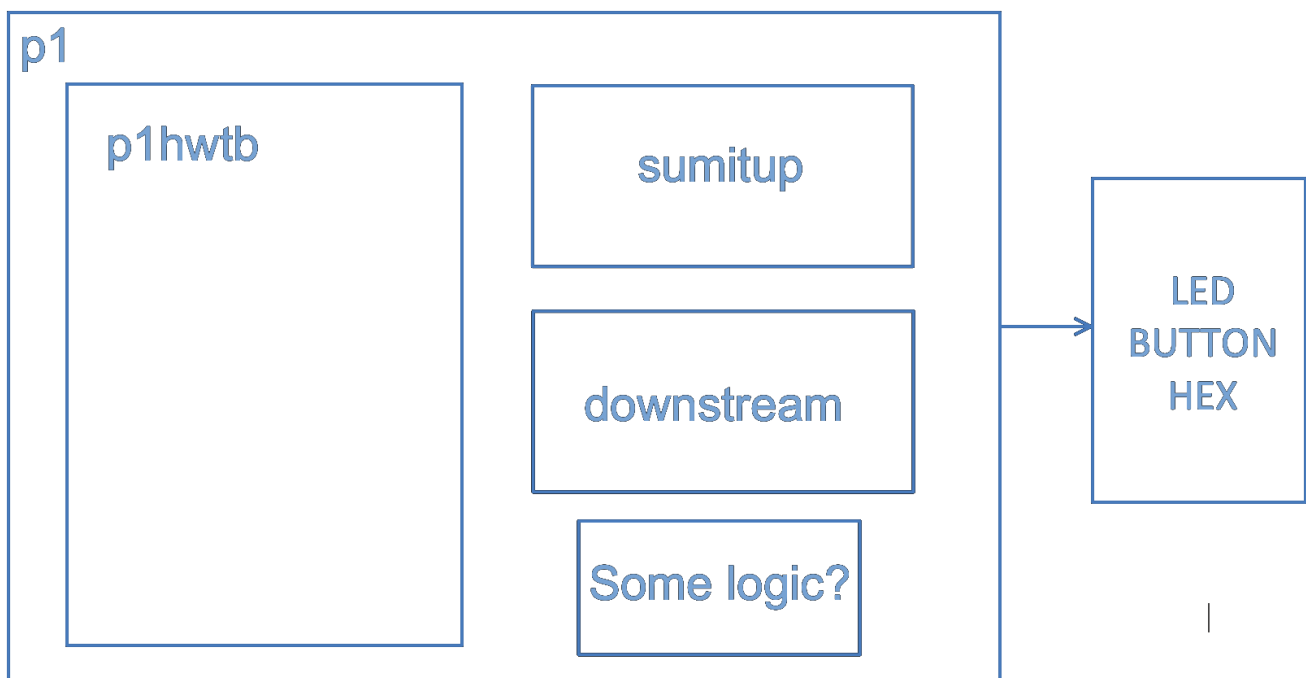 p1
p1hwtb
sumitup
downstream
Some logic?
LED
BUTTON
HEX